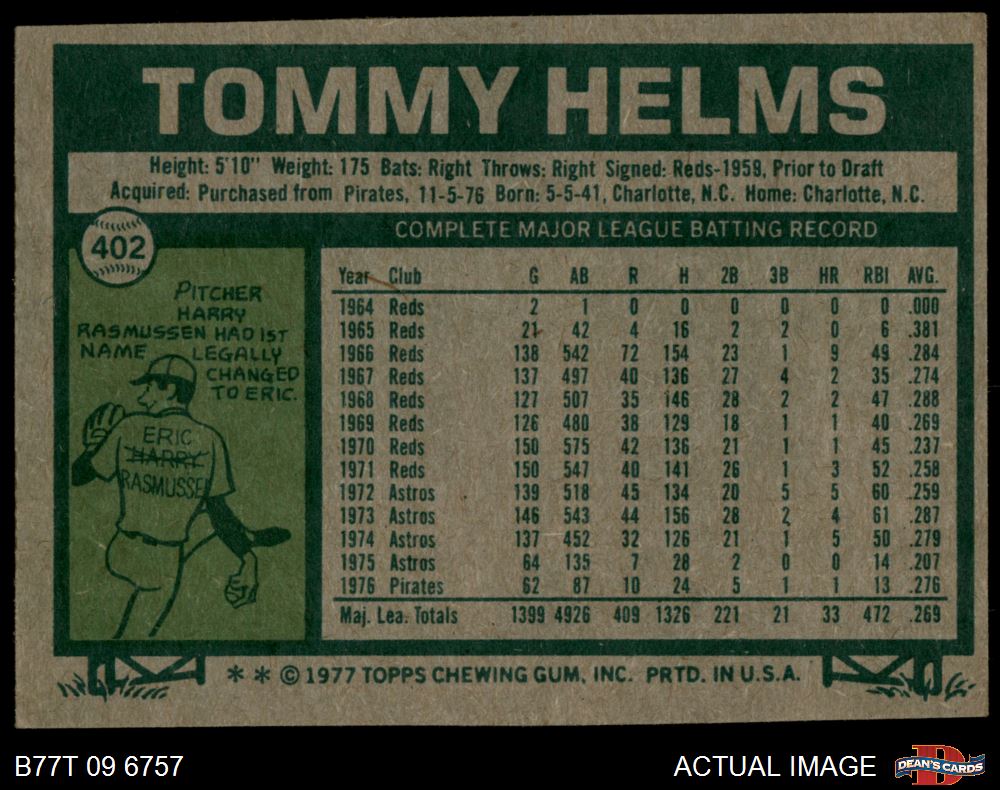 TOMMY HELMS
Height: 5'10" Weight: 175 Bats: Right Throws: Right Signed: Reds-1959, Prior to Draft
Acquired: Purchased from Pirates, 11-5-76 Born: 5-5-41, Charlotte, N.C. Home: Charlotte, N.C.
402
PITCHER
HARRY
RASMUSSEN HAD 1ST
NAME LEGALLY
CHANGED
TO ERIC.
ERIC
HARRY
RASMUSSE
COMPLETE MAJOR LEAGUE BATTING RECORD
Year Club G AB R H 2B 3B HR RBI AVG.
1964 Reds 2 1 0 0 0 0 0 0 .000
1965 Reds 21 42 4 16 2 2 0 6 .381
1966 Reds 138 542 72 154 23 1 9 49 .284
1967 Reds 137 497 40 136 27 4 2 35 .274
1968 Reds 127 507 35 146 28 2 2 47 .288
1969 Reds 126 480 38 129 18 1 1 40 .269
1970 Reds 150 575 42 136 21 1 1 45 .237
1971 Reds 150 547 40 141 26 1 3 52 .258
1972 Astros 139 518 45 134 20 5 5 60 .259
1973 Astros 146 543 44 156 28 2 4 61 .287
1974 Astros 137 452 32 126 21 1 5 50 .279
1975 Astros 64 135 7 28 2 0 0 14 .207
1976 Pirates 62 87 10 24 5 1 1 13 .276
Maj. Lea. Totals 1399 4926 409 1326 221 21 33 472 .269
* * © 1977 TOPPS CHEWING GUM, INC. PRTD. IN U.S.A.
B77T 09 6757
ACTUAL IMAGE
DEAN'S CARDS